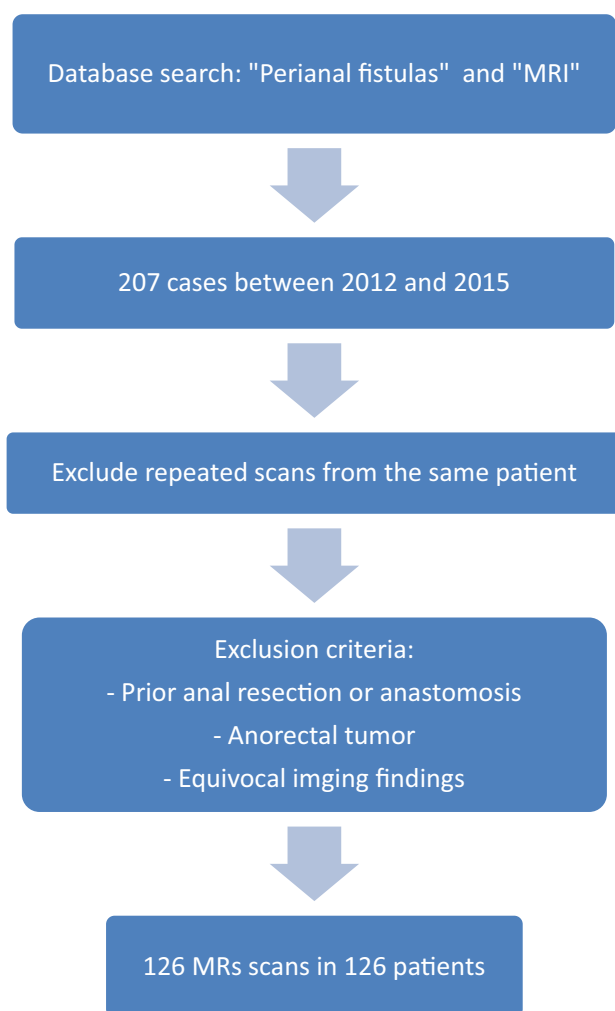 Database search: "Perianal fistulas"  and "MRI"
207 cases between 2012 and 2015
Exclude repeated scans from the same patient
Exclusion criteria:
- Prior anal resection or anastomosis
- Anorectal tumor
- Equivocal imging findings
126 MRs scans in 126 patients